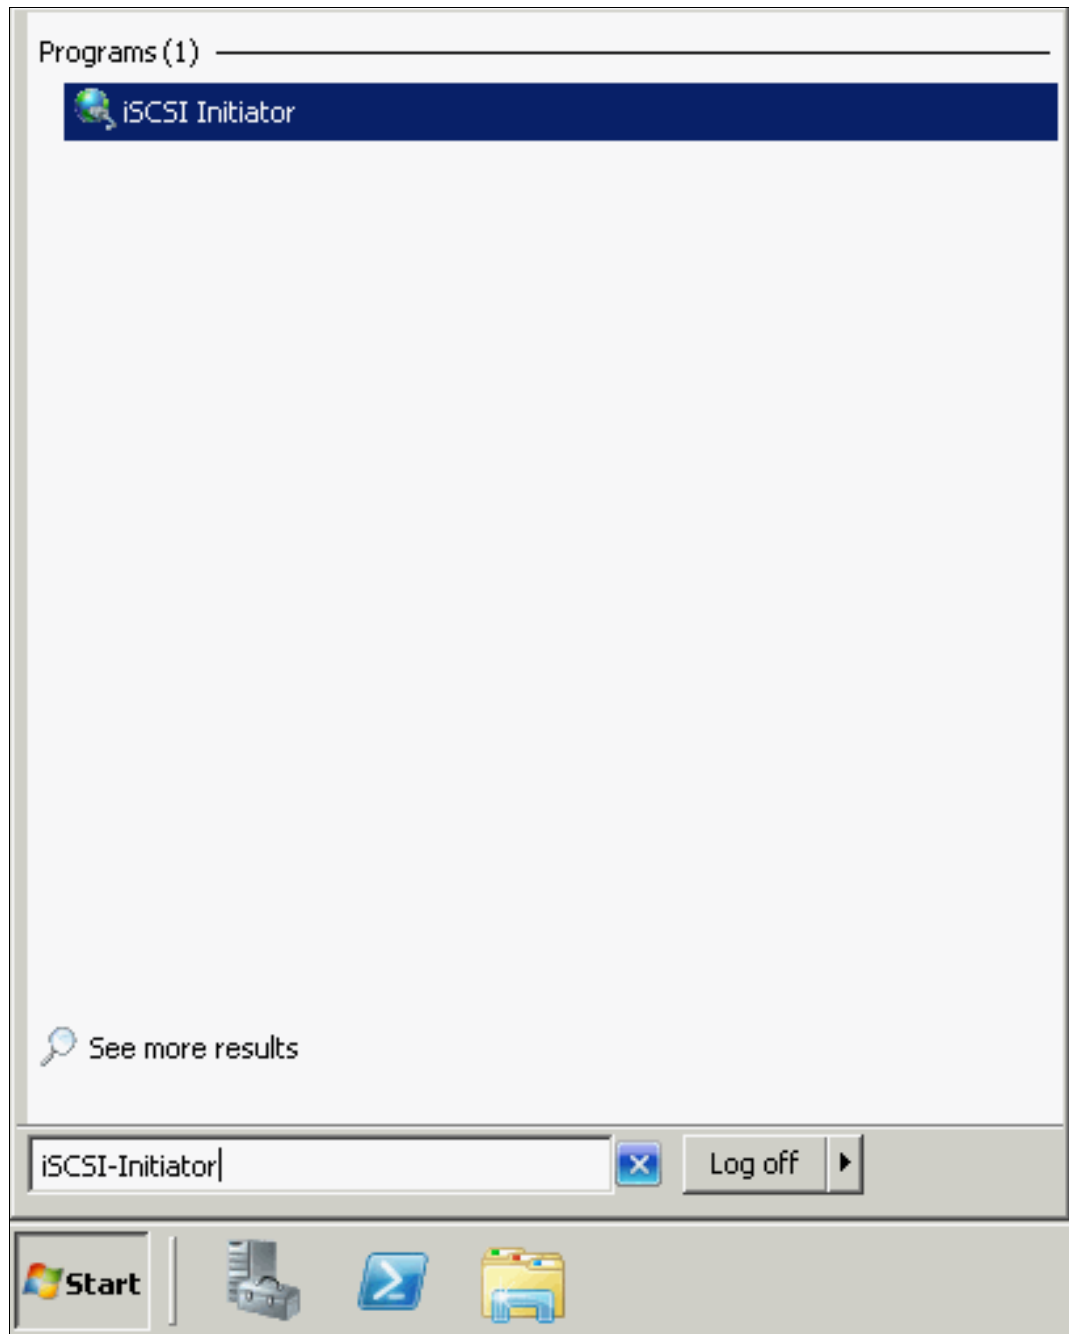 Programs (1)
iSCSI Initiator
See more results
iSCSI-Initiator
Log off
Start